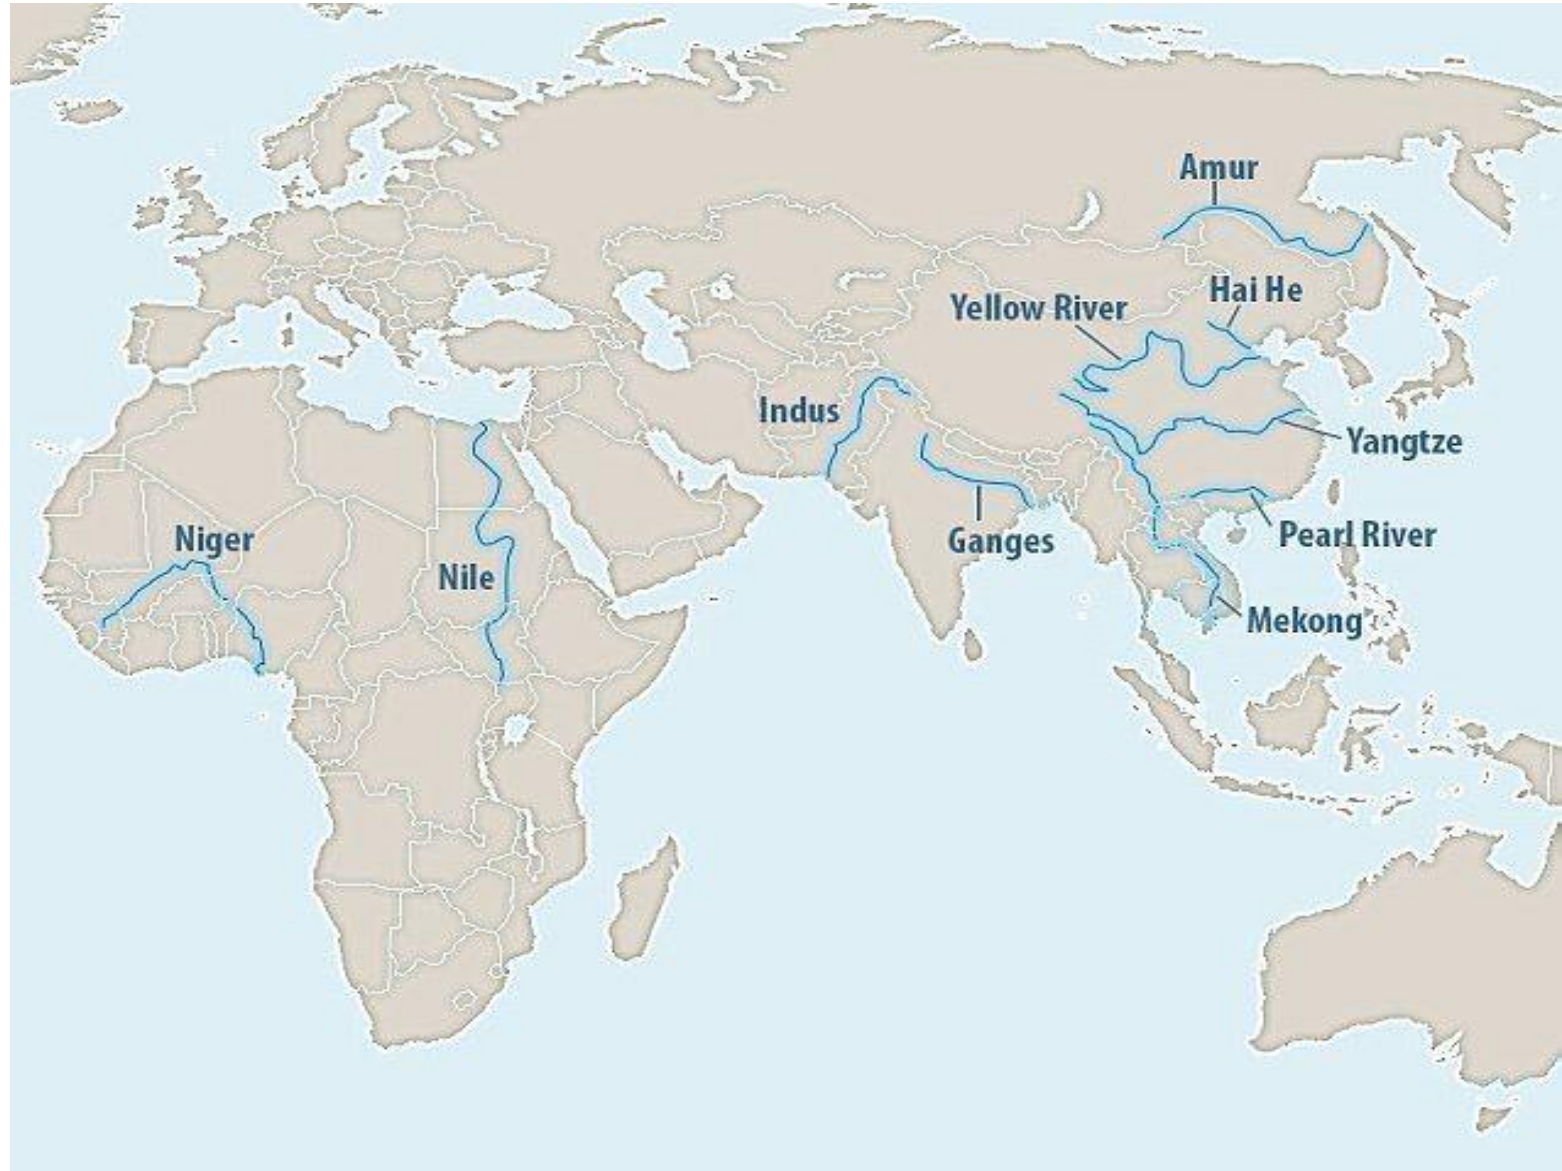 Amur
Hai He
Yellow River
Indus
Yangtze
Niger
Ganges
Pearl River
Nile
Mekong